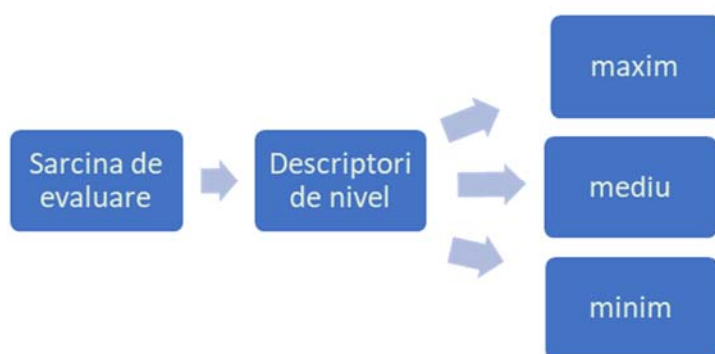 Sarcina de
evaluare
Descriptori
de nivel
maxim
mediu
minim